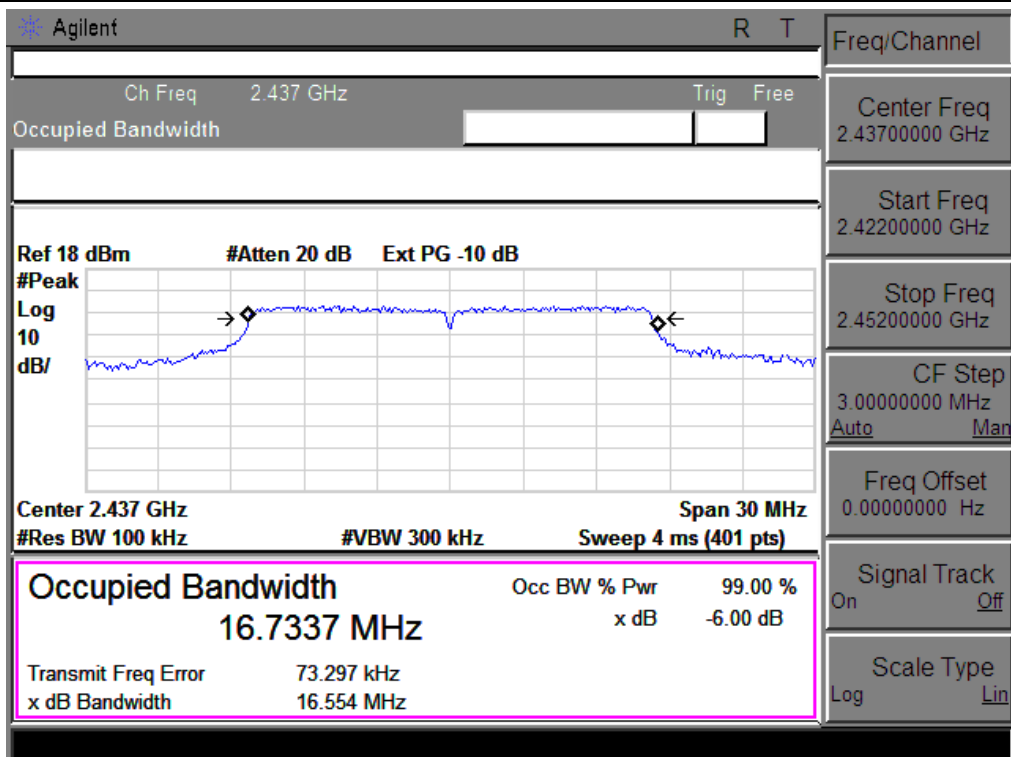 Agilent R T
Ch Freq 2.437 GHz Trig Free
Occupied Bandwidth
Ref 18 dBm #Atten 20 dB Ext PG -10 dB
#Peak
Log
10
dB/
Center 2.437 GHz Span 30 MHz
#Res BW 100 kHz #VBW 300 kHz Sweep 4 ms (401 pts)
Occupied Bandwidth Occ BW % Pwr 99.00 %
16.7337 MHz x dB -6.00 dB
Transmit Freq Error 73.297 kHz
x dB Bandwidth 16.554 MHz
Freq/Channel
Center Freq
2.43700000 GHz
Start Freq
2.42200000 GHz
Stop Freq
2.45200000 GHz
CF Step
3.00000000 MHz
Auto Man
Freq Offset
0.00000000 Hz
Signal Track
On Off
Scale Type
Log Lin